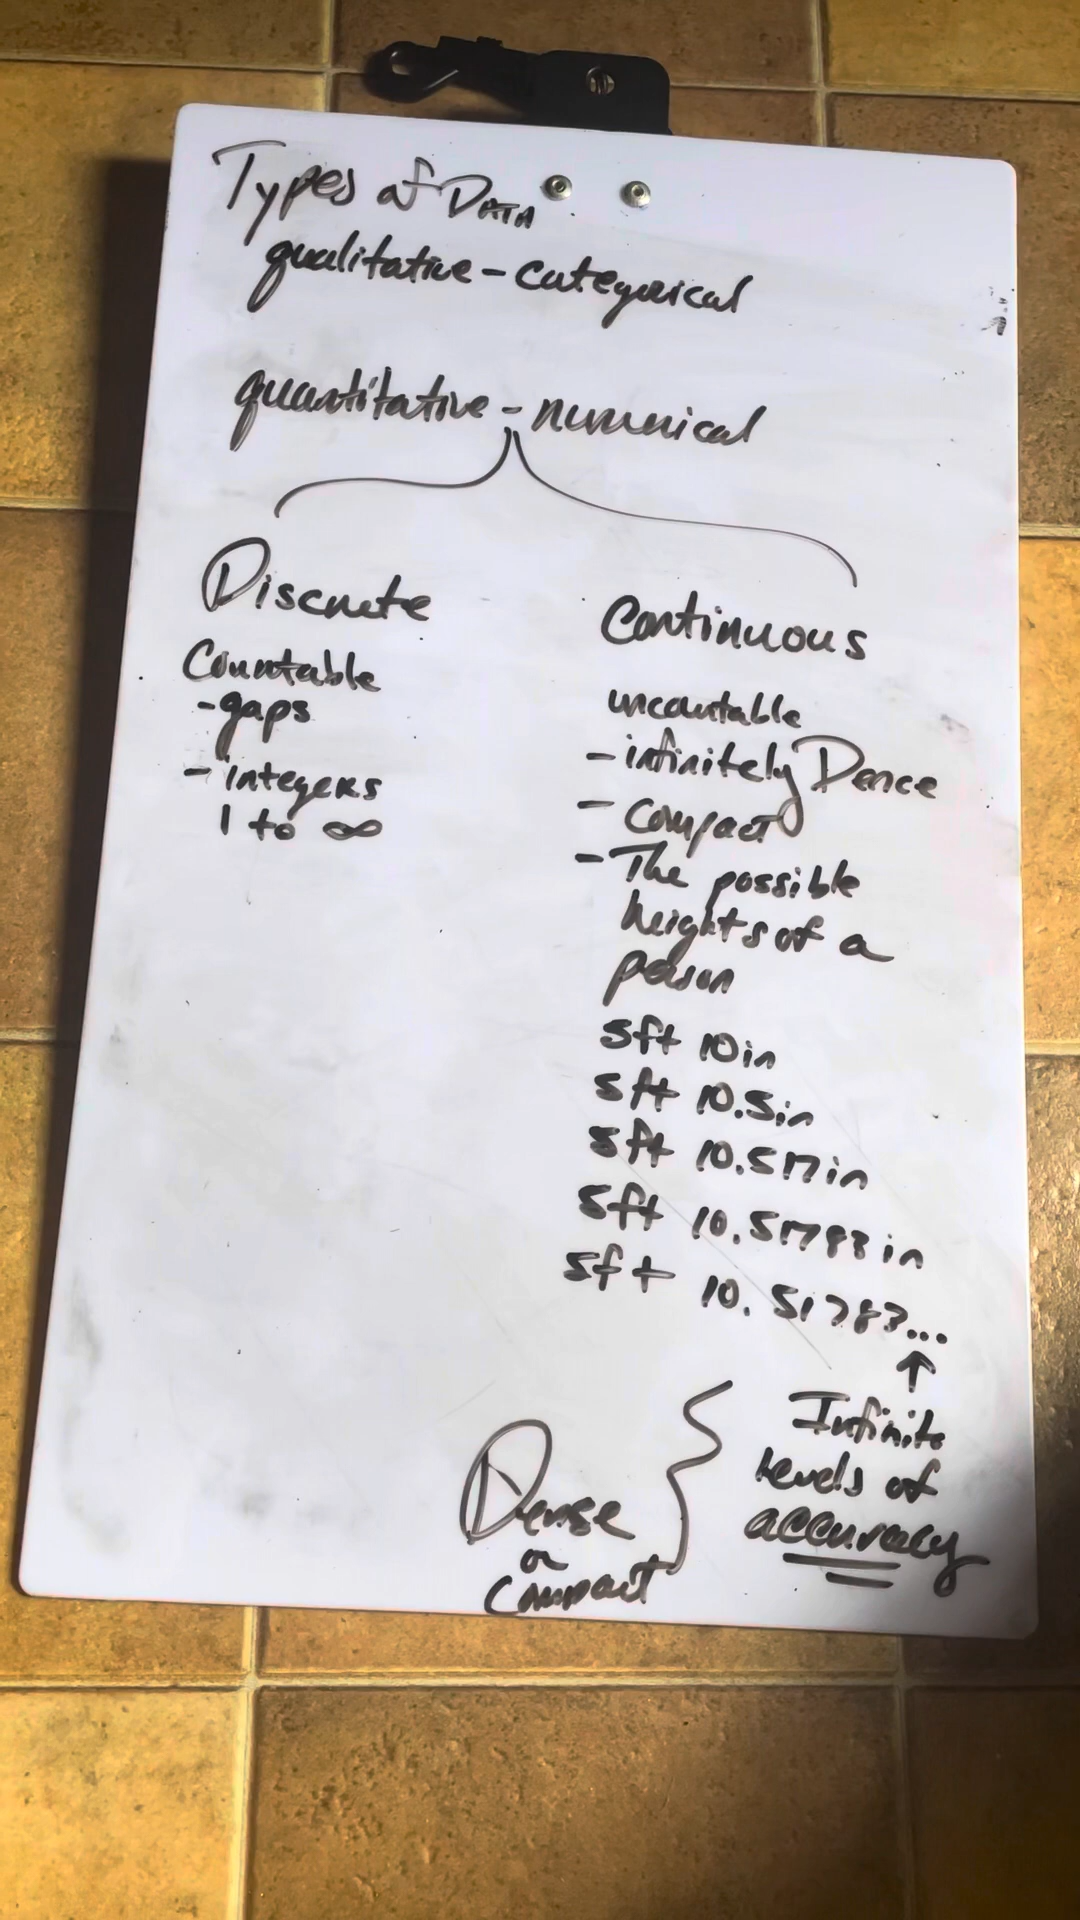 Types of DATA
qualitative - categorical
quantitative - numerical
Discrete
Countable
- gaps
- integers
1 to ∞
Continuous
uncountable
- infinitely Dence
- compact
- The possible
heights of a
person
5ft 10in
5ft 10.5in
5ft 10.517in
5ft 10.51783in
5ft 10.51783...
↑
Infinite
levels of
accuracy
Dense
or
Compact